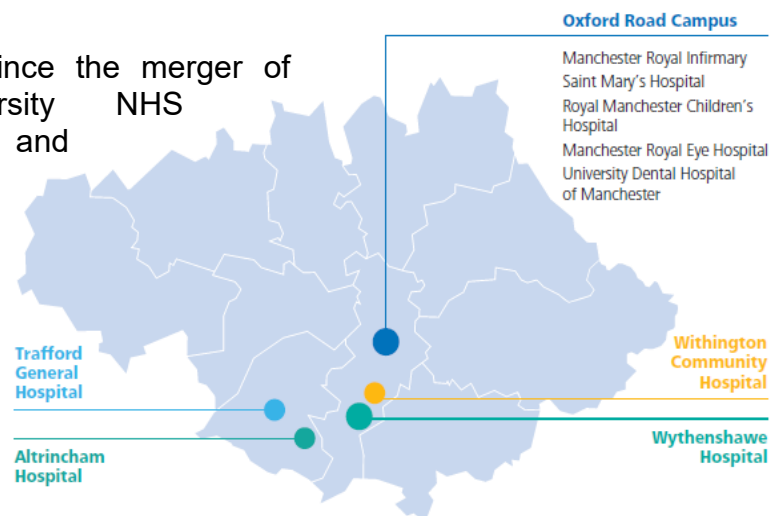 ince the merger of
ersity NHS
and
Oxford Road Campus
Manchester Royal Infirmary
Saint Mary's Hospital
Royal Manchester Children's
Hospital
Manchester Royal Eye Hospital
University Dental Hospital
of Manchester
Trafford
General
Hospital
Altrincham
Hospital
Withington
Community
Hospital
Wythenshawe
Hospital